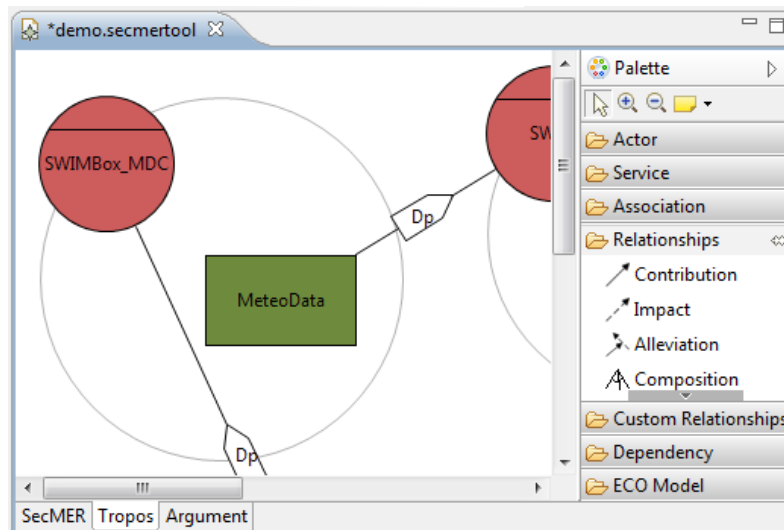 *demo.secmertool
Palette
Actor
SWIMBox_MDC
SW
Service
Association
Dp
Relationships
Contribution
MeteoData
Impact
Alleviation
Composition
Custom Relationships
Dp
Dependency
ECO Model
SecMER Tropos Argument